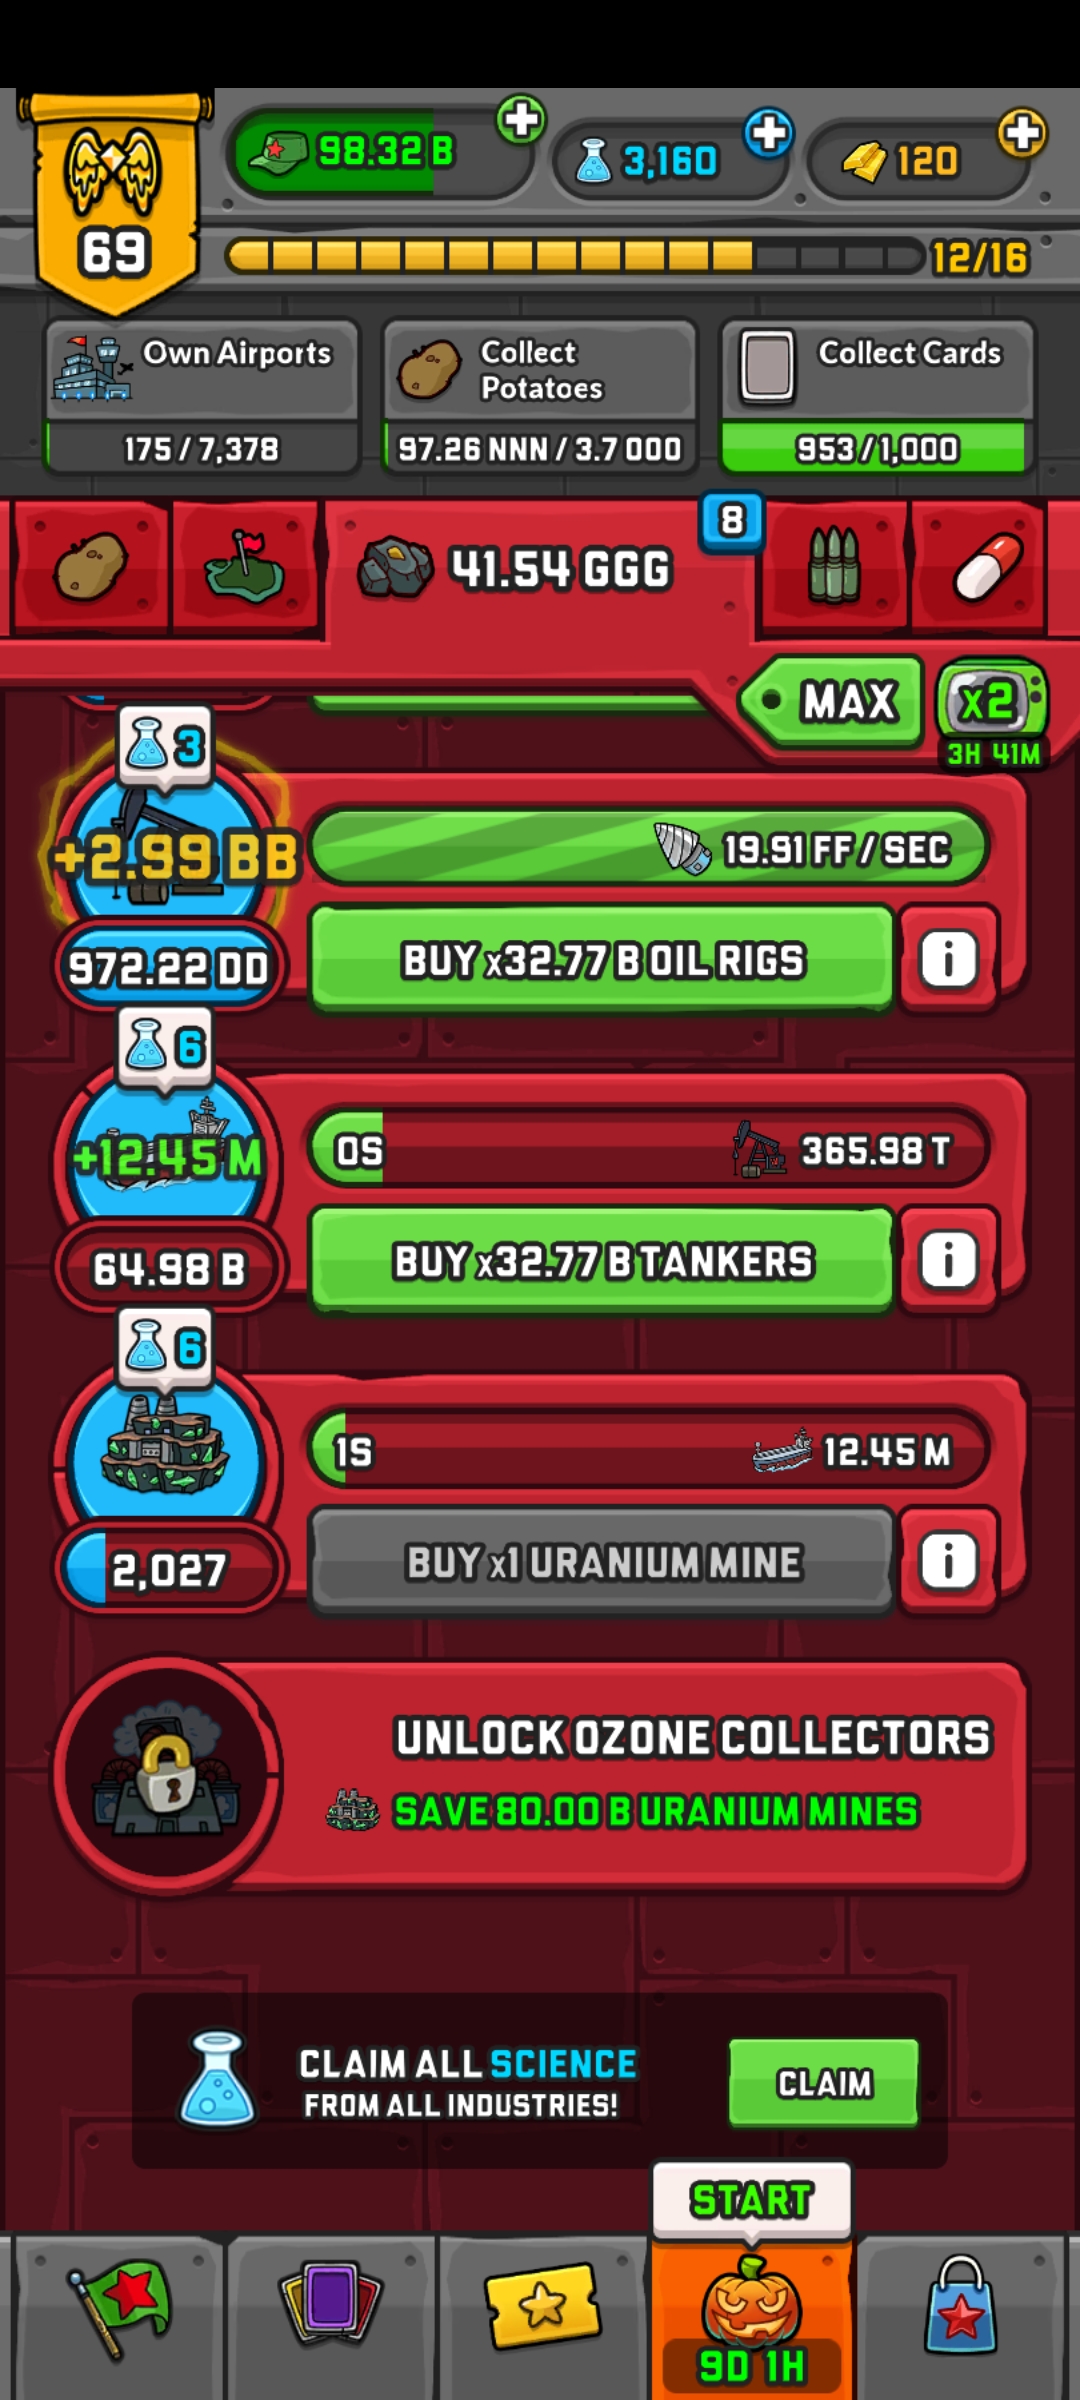 69
98.32 B
3,160
120
12/16
Own Airports
175 / 7,378
Collect
Potatoes
97.26 NNN / 3.7 OOO
Collect Cards
953 / 1,000
41.54 GGG
8
MAX
x2
3H 41M
3
+2.99 BB
972.22 DD
19.91 FF / SEC
BUY x32.77 B OIL RIGS
i
6
+12.45 M
64.98 B
0S
365.98 T
BUY x32.77 B TANKERS
i
6
2,027
1S
12.45 M
BUY x1 URANIUM MINE
i
UNLOCK OZONE COLLECTORS
SAVE 80.00 B URANIUM MINES
CLAIM ALL SCIENCE
FROM ALL INDUSTRIES!
CLAIM
START
9D 1H